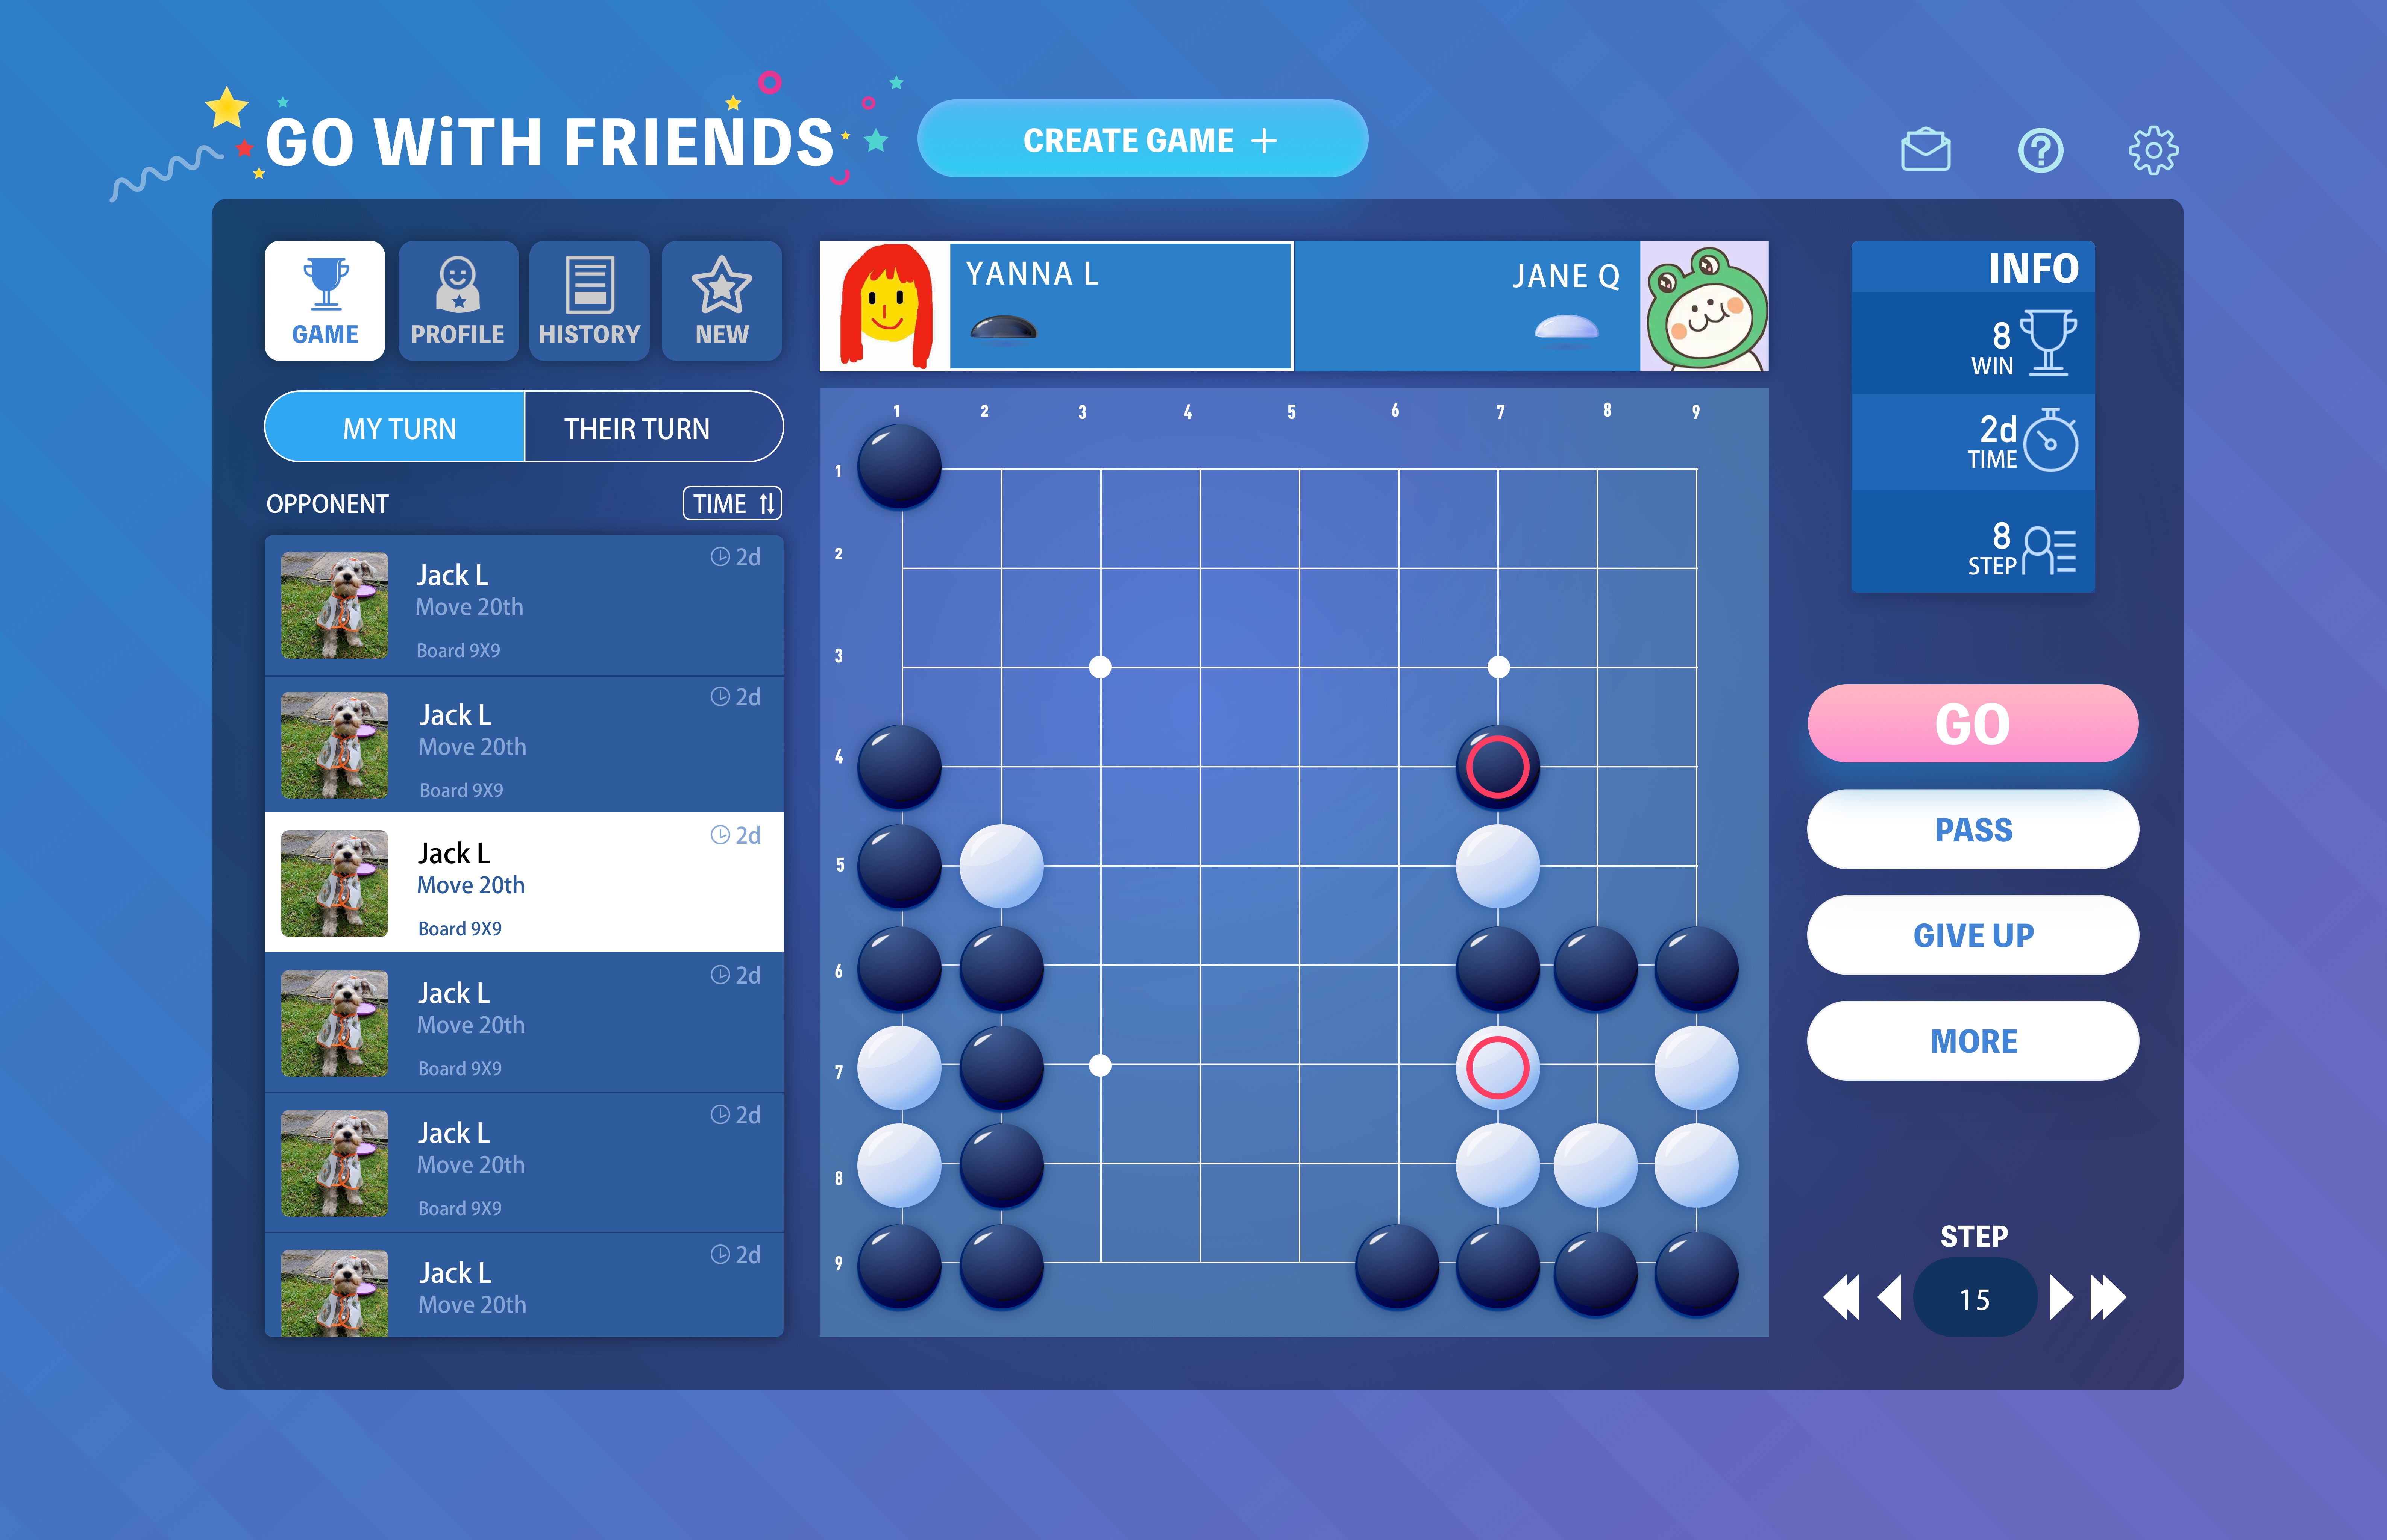 GO WiTH FRIENDS
CREATE GAME +
?
GAME
PROFILE
HISTORY
NEW
MY TURN
THEIR TURN
OPPONENT
TIME
Jack L
2d
Move 20th
Board 9X9
Jack L
2d
Move 20th
Board 9X9
Jack L
2d
Move 20th
Board 9X9
Jack L
2d
Move 20th
Board 9X9
Jack L
2d
Move 20th
Board 9X9
Jack L
2d
Move 20th
YANNA L
JANE Q
1 2 3 4 5 6 7 8 9
1
2
3
4
5
6
7
8
9
INFO
8
WIN
2d
TIME
8
STEP
GO
PASS
GIVE UP
MORE
STEP
15